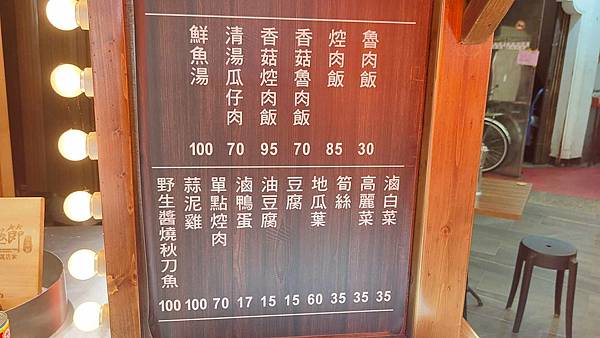 魯肉飯 30
焢肉飯 85
香菇魯肉飯 70
香菇焢肉飯 95
清湯瓜仔肉 70
鮮魚湯 100
滷白菜 35
高麗菜 35
筍絲 35
地瓜葉 60
豆腐 15
油豆腐 15
滷鴨蛋 17
單點焢肉 70
蒜泥雞 100
野生醬燒秋刀魚 100